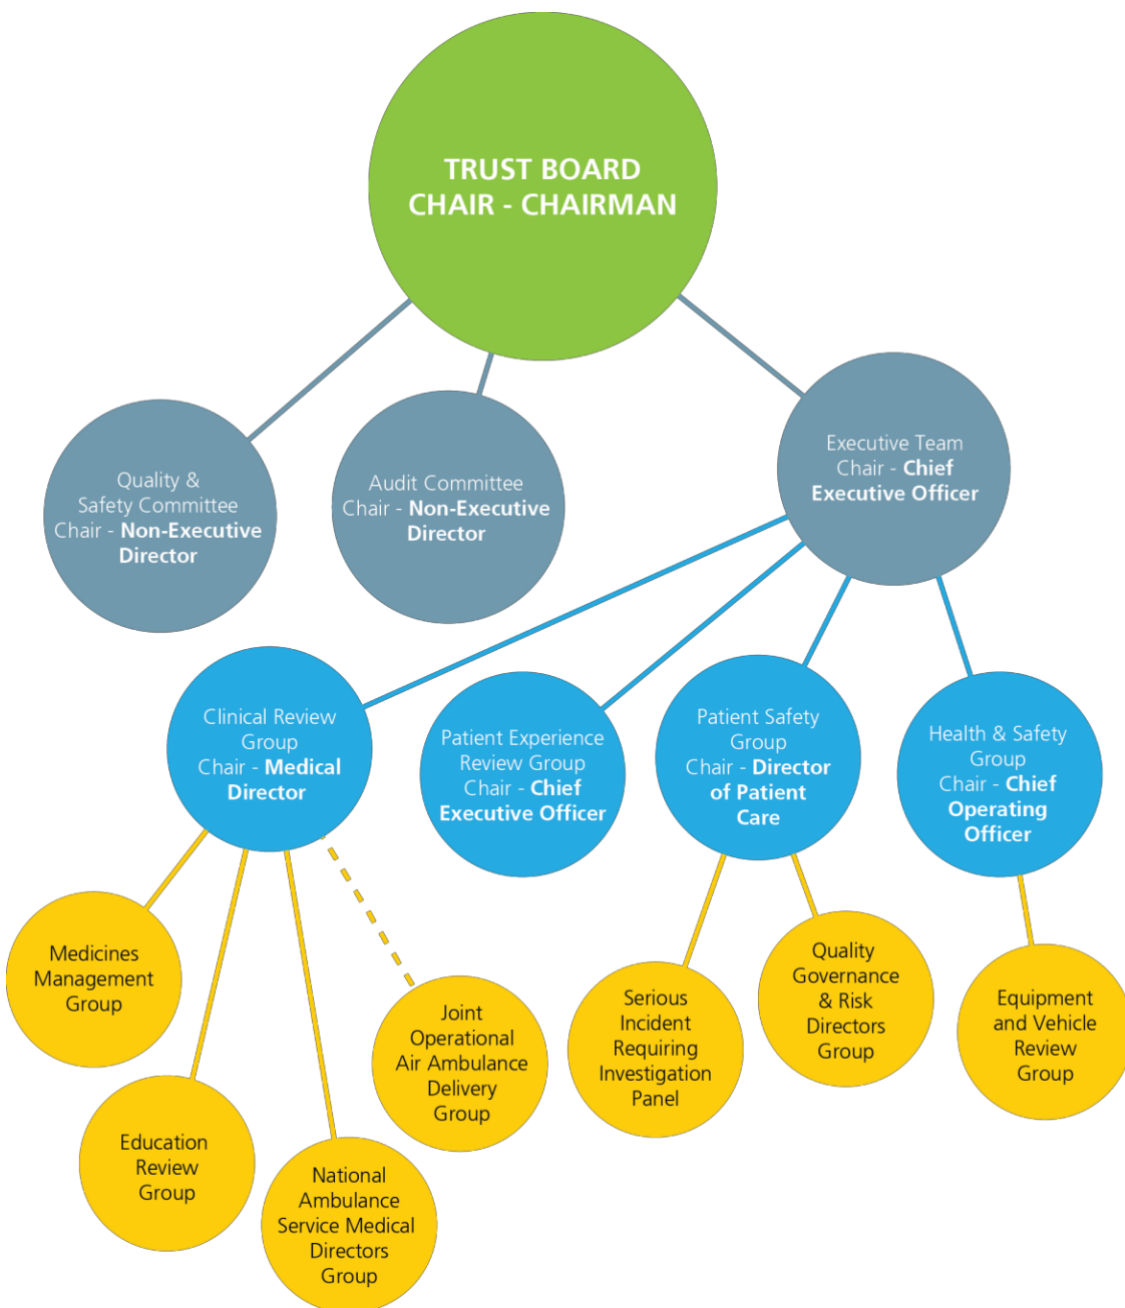 TRUST BOARD
CHAIR - CHAIRMAN
Quality &
Safety Committee
Chair - Non-Executive
Director
Audit Committee
Chair - Non-Executive
Director
Executive Team
Chair - Chief
Executive Officer
Clinical Review
Group
Chair - Medical
Director
Patient Experience
Review Group
Chair - Chief
Executive Officer
Patient Safety
Group
Chair - Director
of Patient
Care
Health & Safety
Group
Chair - Chief
Operating
Officer
Medicines
Management
Group
Education
Review
Group
National
Ambulance
Service Medical
Directors
Group
Joint
Operational
Air Ambulance
Delivery
Group
Serious
Incident
Requiring
Investigation
Panel
Quality
Governance
& Risk
Directors
Group
Equipment
and Vehicle
Review
Group